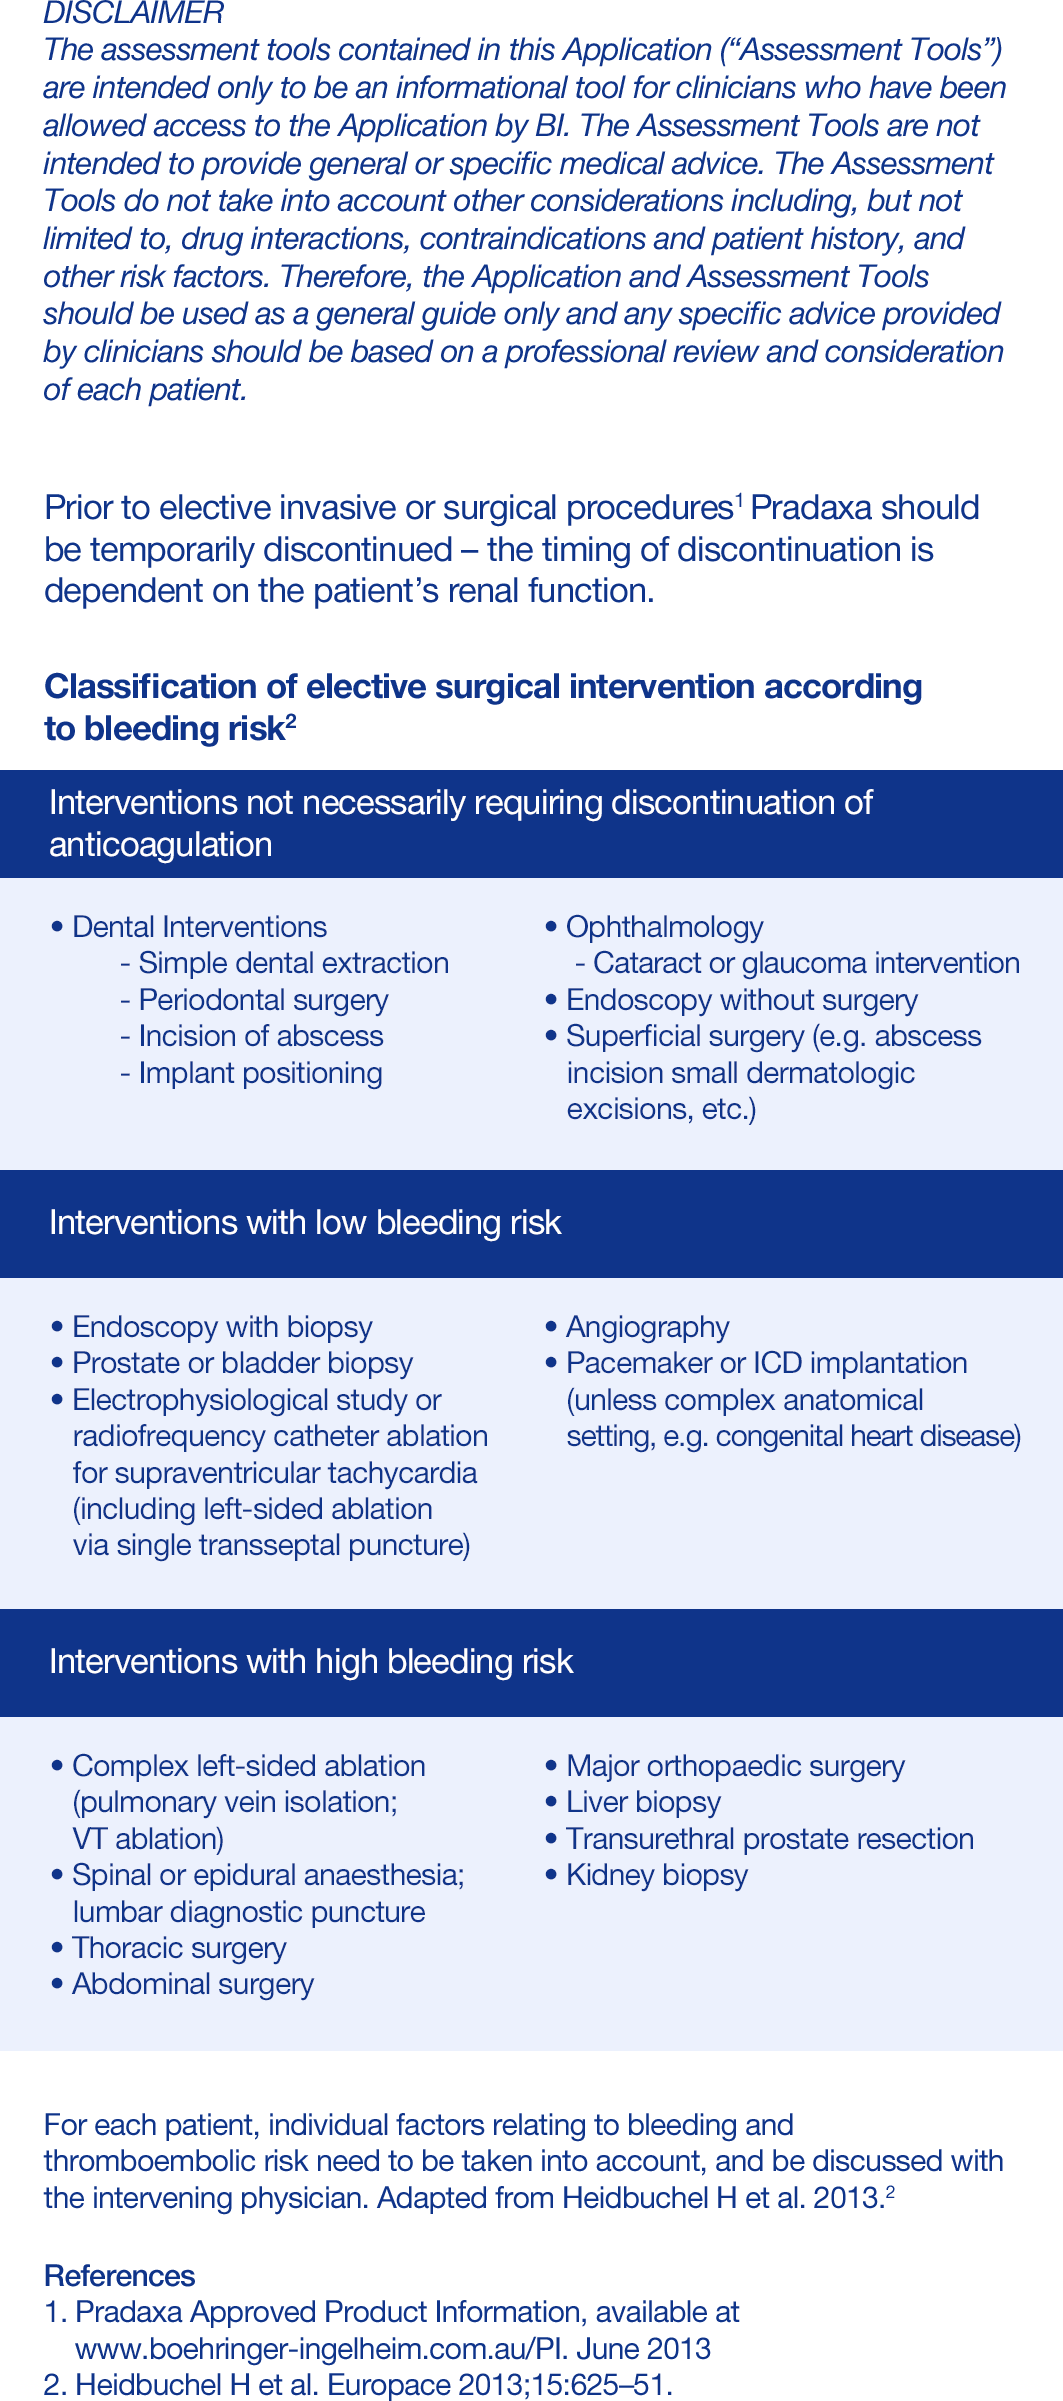 DISCLAIMER
The assessment tools contained in this Application (“Assessment Tools”)
are intended only to be an informational tool for clinicians who have been
allowed access to the Application by BI. The Assessment Tools are not
intended to provide general or specific medical advice. The Assessment
Tools do not take into account other considerations including, but not
limited to, drug interactions, contraindications and patient history, and
other risk factors. Therefore, the Application and Assessment Tools
should be used as a general guide only and any specific advice provided
by clinicians should be based on a professional review and consideration
of each patient.
Prior to elective invasive or surgical procedures¹ Pradaxa should
be temporarily discontinued – the timing of discontinuation is
dependent on the patient’s renal function.
Classification of elective surgical intervention according
to bleeding risk²
Interventions not necessarily requiring discontinuation of
anticoagulation
• Dental Interventions
- Simple dental extraction
- Periodontal surgery
- Incision of abscess
- Implant positioning
• Ophthalmology
- Cataract or glaucoma intervention
• Endoscopy without surgery
• Superficial surgery (e.g. abscess
incision small dermatologic
excisions, etc.)
Interventions with low bleeding risk
• Endoscopy with biopsy
• Prostate or bladder biopsy
• Electrophysiological study or
radiofrequency catheter ablation
for supraventricular tachycardia
(including left-sided ablation
via single transseptal puncture)
• Angiography
• Pacemaker or ICD implantation
(unless complex anatomical
setting, e.g. congenital heart disease)
Interventions with high bleeding risk
• Complex left-sided ablation
(pulmonary vein isolation;
VT ablation)
• Spinal or epidural anaesthesia;
lumbar diagnostic puncture
• Thoracic surgery
• Abdominal surgery
• Major orthopaedic surgery
• Liver biopsy
• Transurethral prostate resection
• Kidney biopsy
For each patient, individual factors relating to bleeding and
thromboembolic risk need to be taken into account, and be discussed with
the intervening physician. Adapted from Heidbuchel H et al. 2013.²
References
1. Pradaxa Approved Product Information, available at
www.boehringer-ingelheim.com.au/PI. June 2013
2. Heidbuchel H et al. Europace 2013;15:625–51.